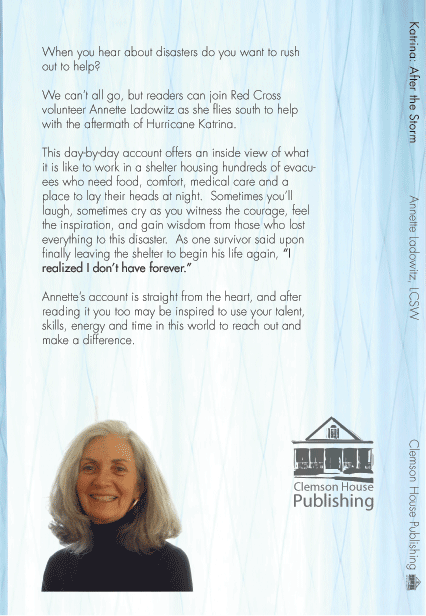 When you hear about disasters do you want to rush
out to help?
We can't all go, but readers can join Red Cross
volunteer Annette Ladowitz as she flies south to help
with the aftermath of Hurricane Katrina.
This day-by-day account offers an inside view of what
it is like to work in a shelter housing hundreds of evacu-
ees who need food, comfort, medical care and a
place to lay their heads at night.  Sometimes you'll
laugh, sometimes cry as you witness the courage, feel
the inspiration, and gain wisdom from those who lost
everything to this disaster.  As one survivor said upon
finally leaving the shelter to begin his life again, "I
realized I don't have forever."
Annette's account is straight from the heart, and after
reading it you too may be inspired to use your talent,
skills, energy and time in this world to reach out and
make a difference.
Clemson House
Publishing
Katrina: After the Storm
Annette Ladowitz, LCSW
Clemson House Publishing